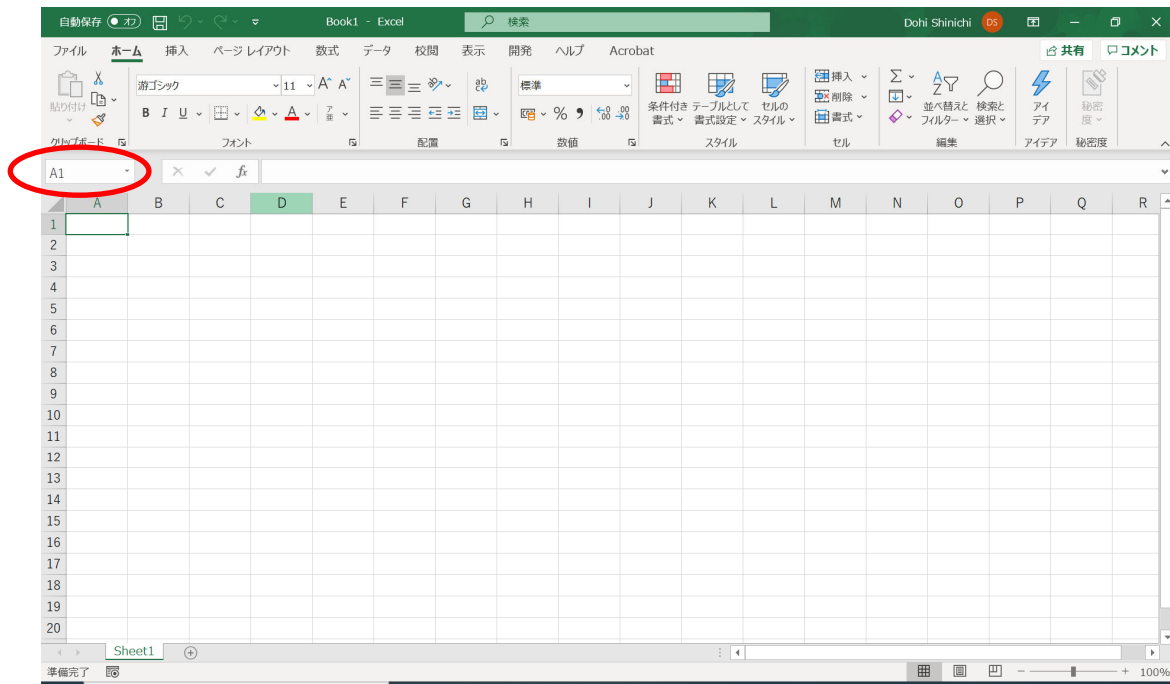 自動保存 オフ Book1 - Excel 検索 Dohi Shinichi DS
ファイル ホーム 挿入 ページ レイアウト 数式 データ 校閲 表示 開発 ヘルプ Acrobat 共有 コメント
貼り付け 游ゴシック 11 A^ A˅ ab 標準 条件付き書式 テーブルとして書式設定 セルのスタイル 挿入 削除 書式 Σ 並べ替えとフィルター 検索と選択 アイデア 秘密度
B I U A ア亜 % 9 .0 .00
クリップボード フォント 配置 数値 スタイル セル 編集 アイデア 秘密度
A1 fx
A B C D E F G H I J K L M N O P Q R
1
2
3
4
5
6
7
8
9
10
11
12
13
14
15
16
17
18
19
20
Sheet1
準備完了 100%